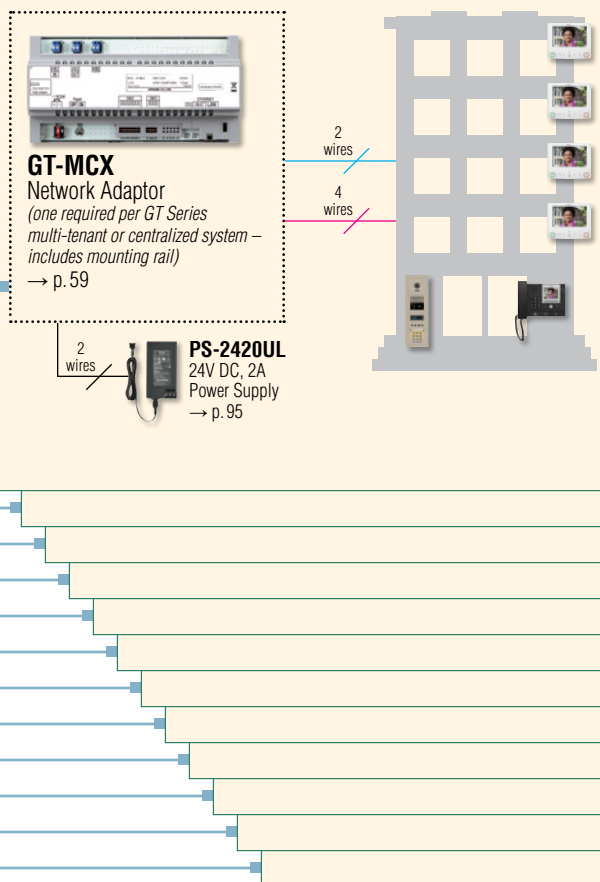 GT-MCX
Network Adaptor
(one required per GT Series
multi-tenant or centralized system –
includes mounting rail)
→ p. 59
2
wires
4
wires
2
wires
PS-2420UL
24V DC, 2A
Power Supply
→ p. 95